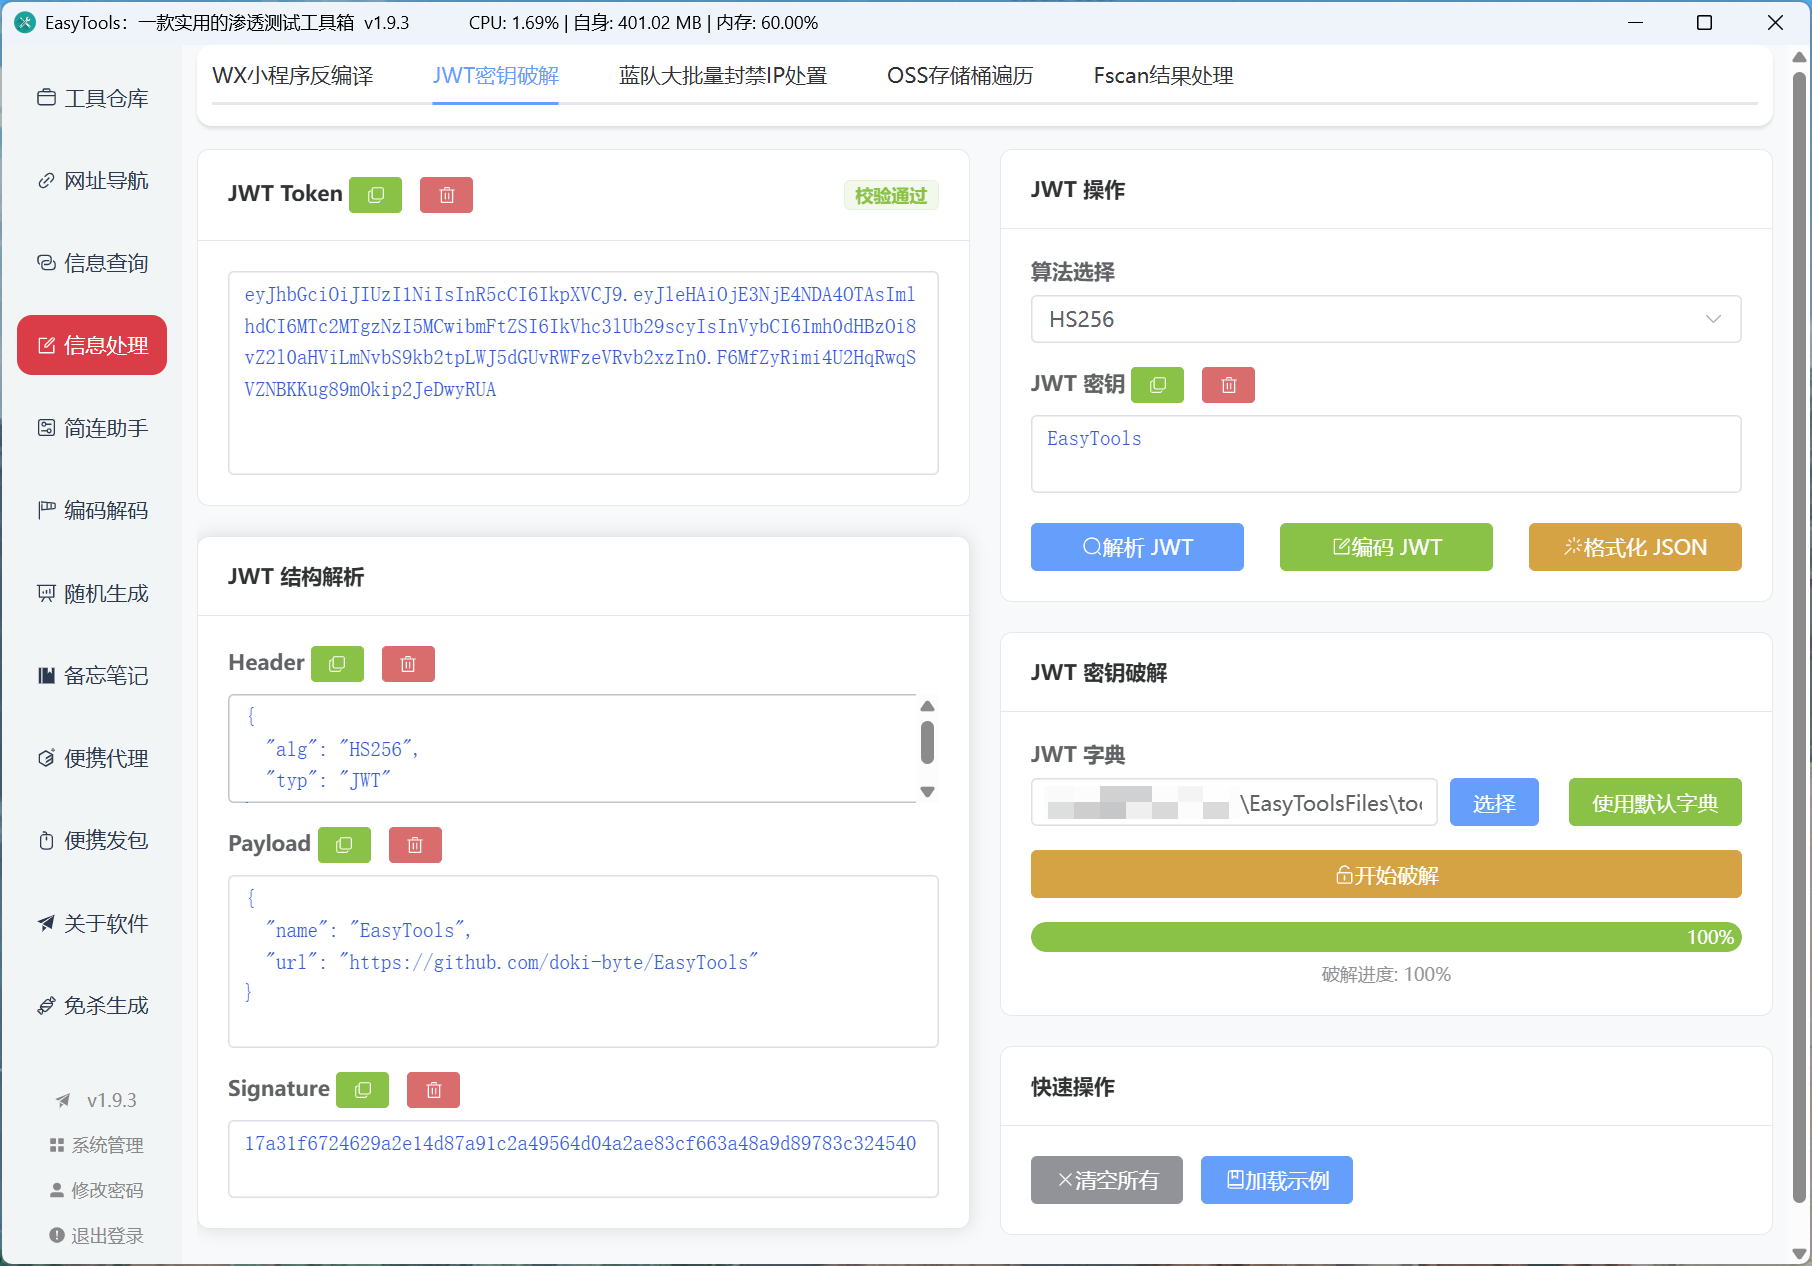 EasyTools：一款实用的渗透测试工具箱 v1.9.3
CPU: 1.69% | 自身: 401.02 MB | 内存: 60.00%
工具仓库
网址导航
信息查询
信息处理
简连助手
编码解码
随机生成
备忘笔记
便携代理
便携发包
关于软件
免杀生成
v1.9.3
系统管理
修改密码
退出登录
WX小程序反编译
JWT密钥破解
蓝队大批量封禁IP处置
OSS存储桶遍历
Fscan结果处理
JWT Token
校验通过
eyJhbGciOiJIUzI1NiIsInR5cCI6IkpXVCJ9.eyJleHAiOjE3NjE4NDA4OTAsIml
hdCI6MTc2MTgzNzI5MCwibmFtZSI6IkVhc3lUb29scyIsInVybCI6Imh0dHBzOi8
vZ2l0aHViLmNvbS9kb2tpLWJ5dGUvRWFzeVRvb2xzIn0.F6MfZyRimi4U2HqRwqS
VZNBKKug89mOkip2JeDwyRUA
JWT 结构解析
Header
{
"alg": "HS256",
"typ": "JWT"
Payload
{
"name": "EasyTools",
"url": "https://github.com/doki-byte/EasyTools"
}
Signature
17a31f6724629a2e14d87a91c2a49564d04a2ae83cf663a48a9d89783c324540
JWT 操作
算法选择
HS256
JWT 密钥
EasyTools
解析 JWT
编码 JWT
格式化 JSON
JWT 密钥破解
JWT 字典
\EasyToolsFiles\too
选择
使用默认字典
开始破解
100%
破解进度: 100%
快速操作
清空所有
加载示例